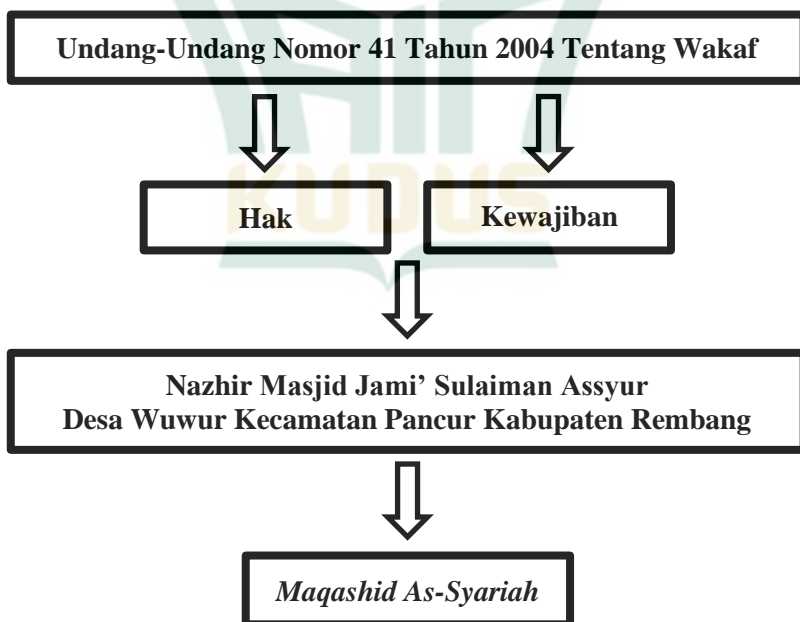 Undang-Undang Nomor 41 Tahun 2004 Tentang Wakaf
Hak
Kewajiban
KUDUS
Nazhir Masjid Jami’ Sulaiman Assyur
Desa Wuwur Kecamatan Pancur Kabupaten Rembang
Maqashid As-Syariah